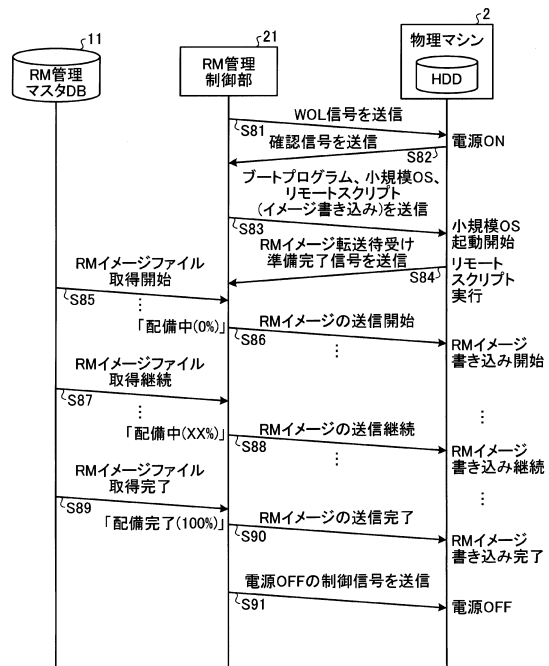 11
21
2
RM管理
マスタDB
RM管理
制御部
物理マシン
HDD
WOL信号を送信
S81
電源ON
確認信号を送信
S82
ブートプログラム、小規模OS、
リモートスクリプト
(イメージ書き込み)を送信
S83
小規模OS
起動開始
RMイメージ転送待受け
準備完了信号を送信
S84
リモート
スクリプト
実行
RMイメージファイル
取得開始
S85
「配備中(0%)」
RMイメージの送信開始
S86
RMイメージ
書き込み開始
RMイメージファイル
取得継続
S87
「配備中(XX%)」
RMイメージの送信継続
S88
RMイメージ
書き込み継続
RMイメージファイル
取得完了
S89
「配備完了(100%)」
RMイメージの送信完了
S90
RMイメージ
書き込み完了
電源OFFの制御信号を送信
S91
電源OFF